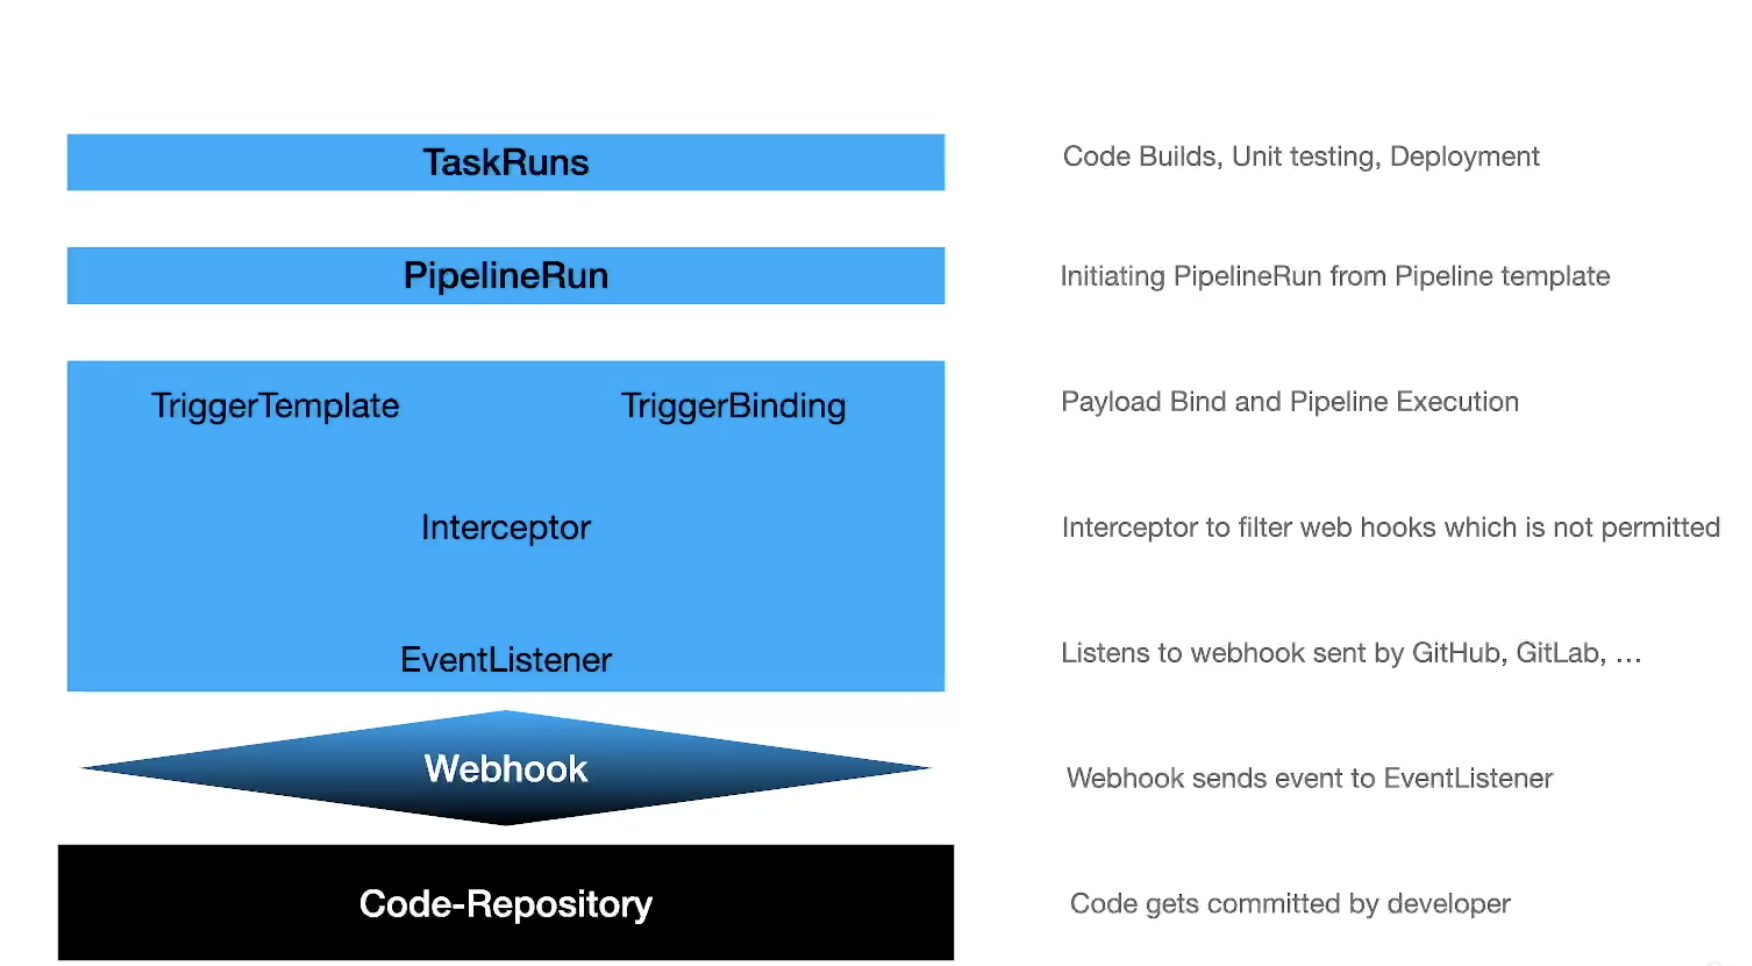 TaskRuns
Code Builds, Unit testing, Deployment
PipelineRun
Initiating PipelineRun from Pipeline template
TriggerTemplate
TriggerBinding
Payload Bind and Pipeline Execution
Interceptor
Interceptor to filter web hooks which is not permitted
EventListener
Listens to webhook sent by GitHub, GitLab, …
Webhook
Webhook sends event to EventListener
Code-Repository
Code gets committed by developer